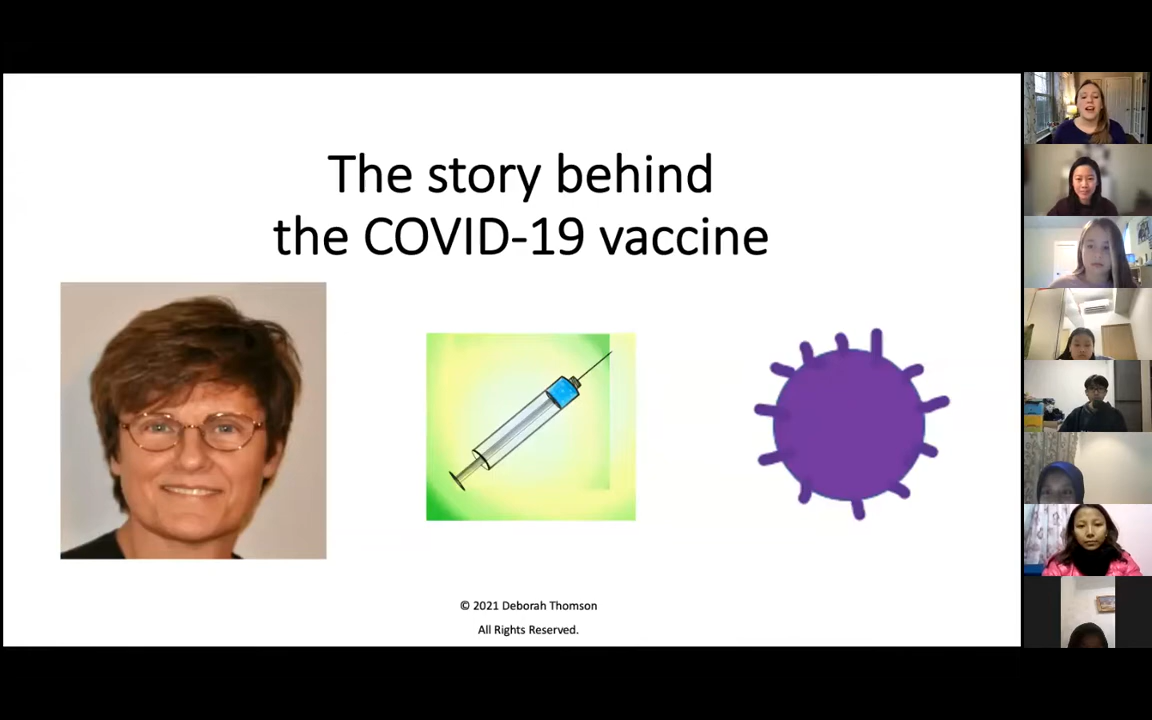 The story behind
the COVID-19 vaccine
© 2021 Deborah Thomson
All Rights Reserved.